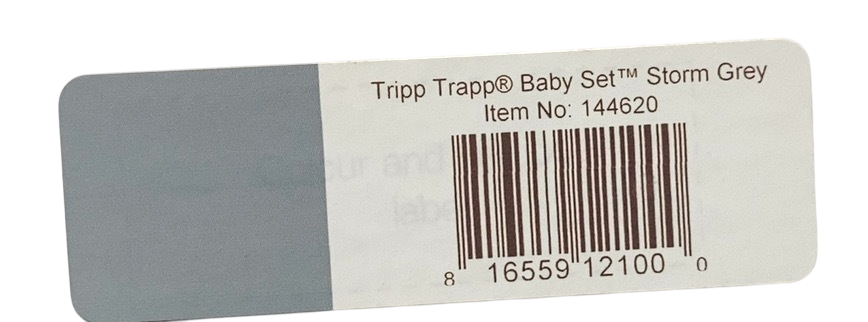 Tripp Trapp® Baby Set™ Storm Grey
Item No: 144620
8 16559 12100 0